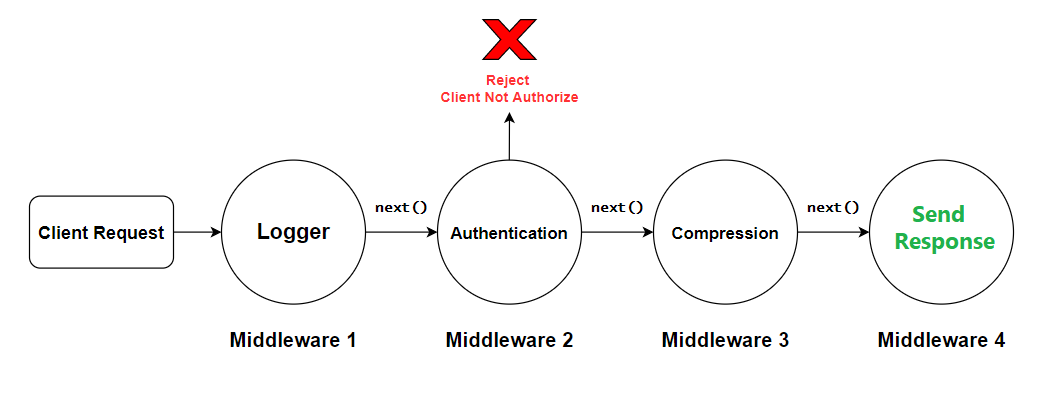 Reject
Client Not Authorize
Client Request
Logger
next()
Authentication
next()
Compression
next()
Send
Response
Middleware 1
Middleware 2
Middleware 3
Middleware 4